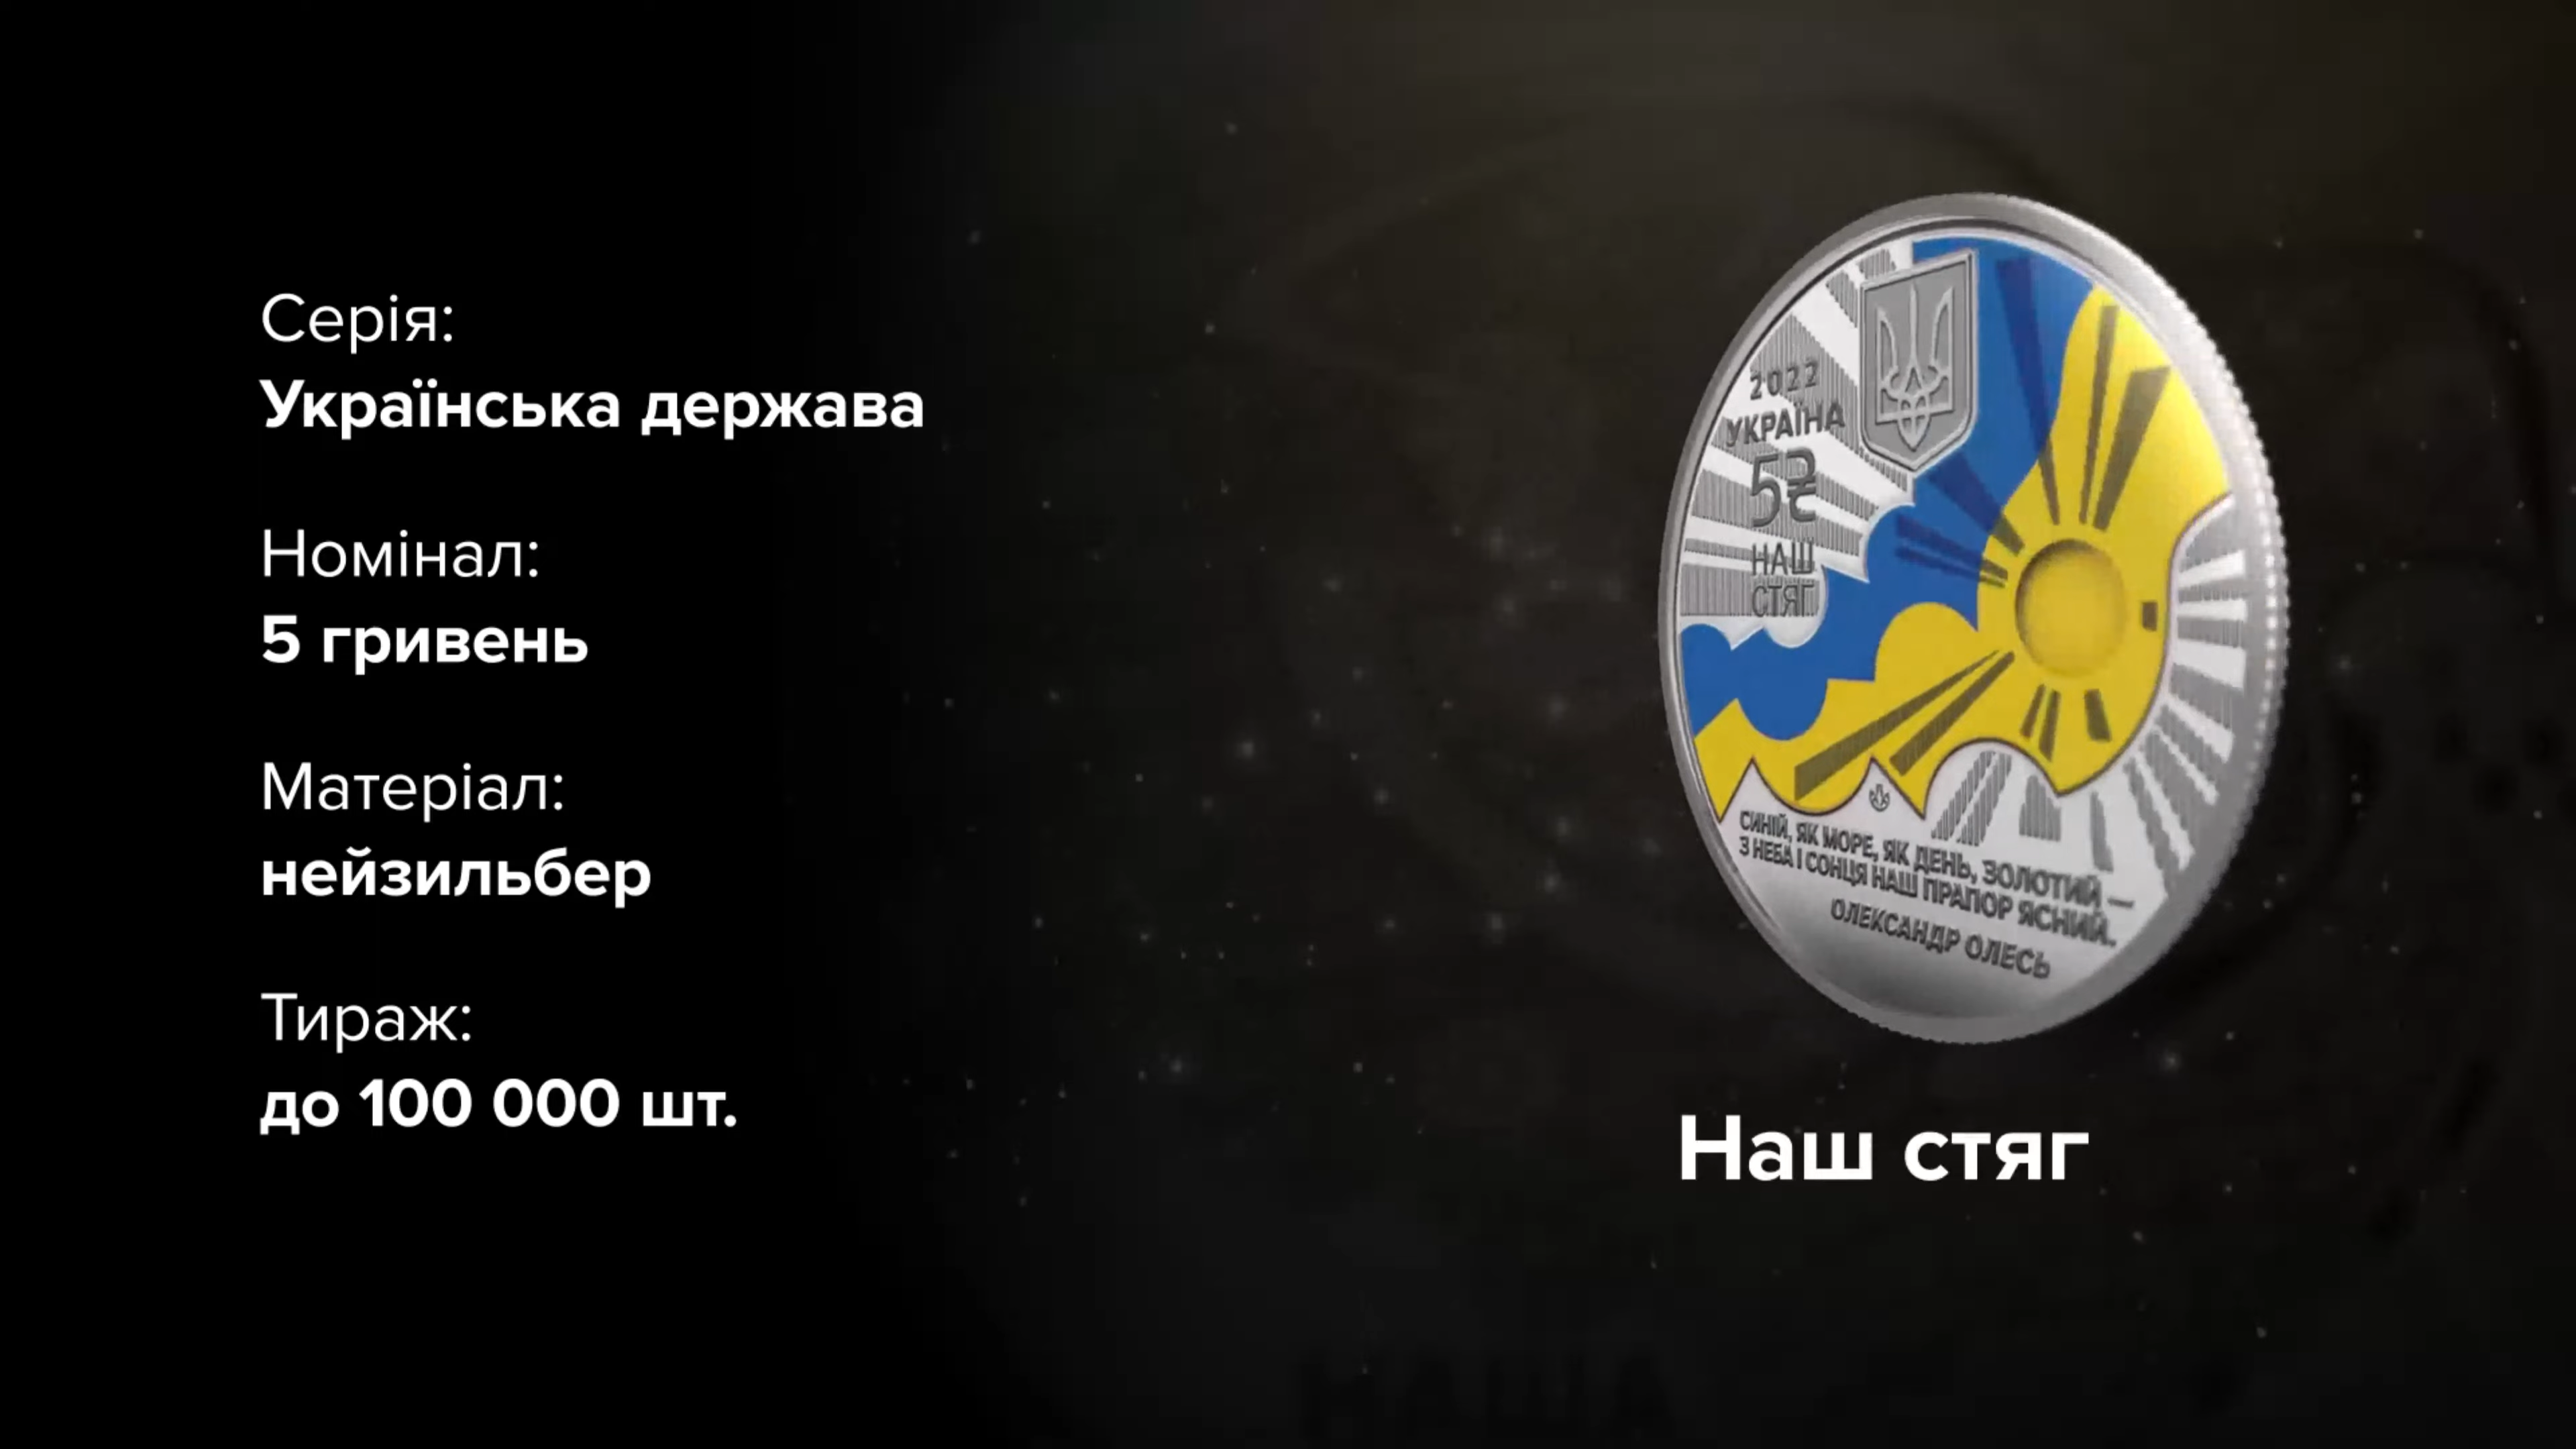 Серія:
Українська держава
Номінал:
5 гривень
Матеріал:
нейзильбер
Тираж:
до 100 000 шт.
2022
УКРАЇНА
5₴
НАШ
СТЯГ
СИНІЙ, ЯК МОРЕ, ЯК ДЕНЬ, ЗОЛОТИЙ —
З НЕБА І СОНЦЯ НАШ ПРАПОР ЯСНИЙ.
ОЛЕКСАНДР ОЛЕСЬ
Наш стяг